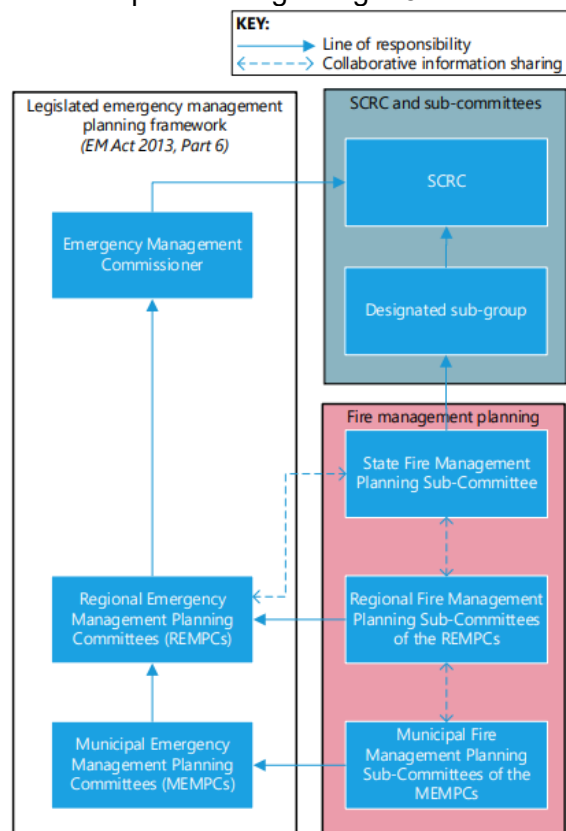 KEY:
Line of responsibility
Collaborative information sharing
Legislated emergency management
planning framework
(EM Act 2013, Part 6)
Emergency Management
Commissioner
Regional Emergency
Management Planning
Committees (REMPCs)
Municipal Emergency
Management Planning
Committees (MEMPCs)
SCRC and sub-committees
SCRC
Designated sub-group
Fire management planning
State Fire Management
Planning Sub-Committee
Regional Fire Management
Planning Sub-Committees
of the REMPCs
Municipal Fire
Management Planning
Sub-Committees of the
MEMPCs